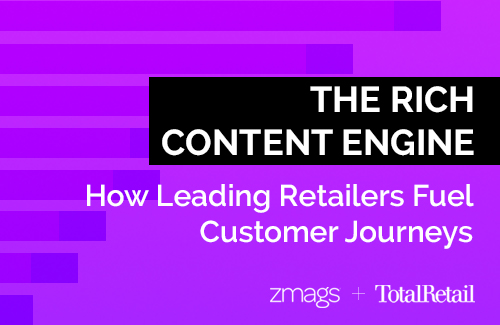 THE RICH
CONTENT ENGINE
How Leading Retailers Fuel
Customer Journeys
zmags + TotalRetail